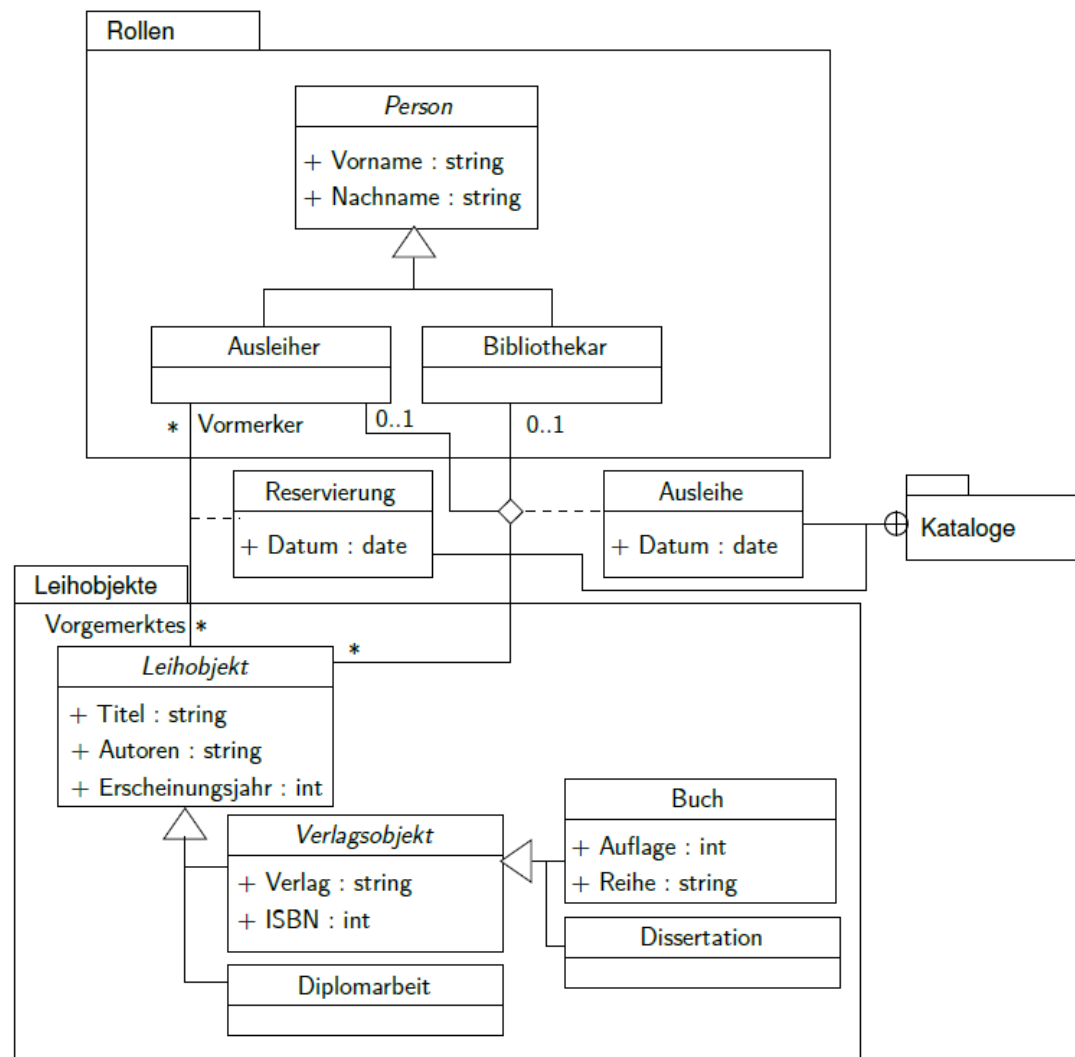 Rollen
Person
+ Vorname : string
+ Nachname : string
Ausleiher
Bibliothekar
* Vormerker
0..1
0..1
Reservierung
+ Datum : date
Ausleihe
+ Datum : date
Kataloge
Leihobjekte
Vorgemerktes *
*
Leihobjekt
+ Titel : string
+ Autoren : string
+ Erscheinungsjahr : int
Verlagsobjekt
+ Verlag : string
+ ISBN : int
Buch
+ Auflage : int
+ Reihe : string
Dissertation
Diplomarbeit